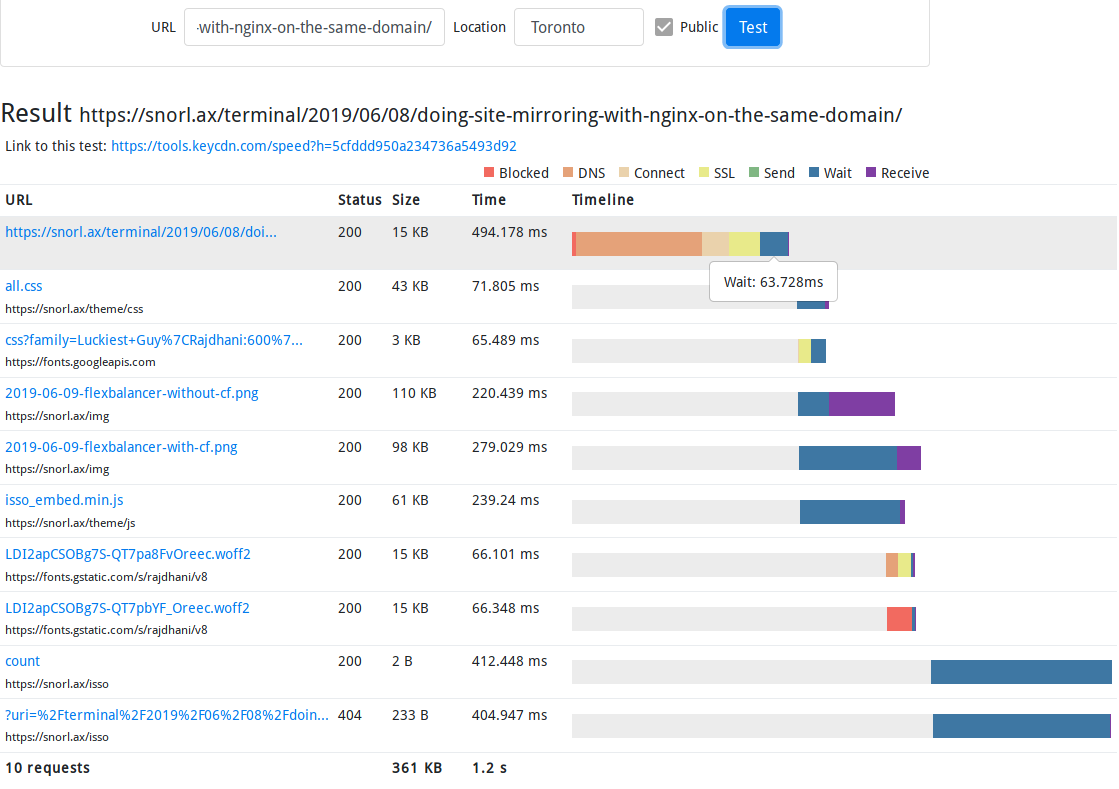 URL -with-nginx-on-the-same-domain/ Location Toronto Public Test
Result https://snorl.ax/terminal/2019/06/08/doing-site-mirroring-with-nginx-on-the-same-domain/
Link to this test: https://tools.keycdn.com/speed?h=5cfddd950a234736a5493d92
Blocked DNS Connect SSL Send Wait Receive
URL Status Size Time Timeline
https://snorl.ax/terminal/2019/06/08/doi... 200 15 KB 494.178 ms
Wait: 63.728ms
all.css 200 43 KB 71.805 ms
https://snorl.ax/theme/css
css?family=Luckiest+Guy%7CRajdhani:600%7... 200 3 KB 65.489 ms
https://fonts.googleapis.com
2019-06-09-flexbalancer-without-cf.png 200 110 KB 220.439 ms
https://snorl.ax/img
2019-06-09-flexbalancer-with-cf.png 200 98 KB 279.029 ms
https://snorl.ax/img
isso_embed.min.js 200 61 KB 239.24 ms
https://snorl.ax/theme/js
LDI2apCSOBg7S-QT7pa8FvOreec.woff2 200 15 KB 66.101 ms
https://fonts.gstatic.com/s/rajdhani/v8
LDI2apCSOBg7S-QT7pbYF_Oreec.woff2 200 15 KB 66.348 ms
https://fonts.gstatic.com/s/rajdhani/v8
count 200 2 B 412.448 ms
https://snorl.ax/isso
?uri=%2Fterminal%2F2019%2F06%2F08%2Fdoin... 404 233 B 404.947 ms
https://snorl.ax/isso
10 requests 361 KB 1.2 s